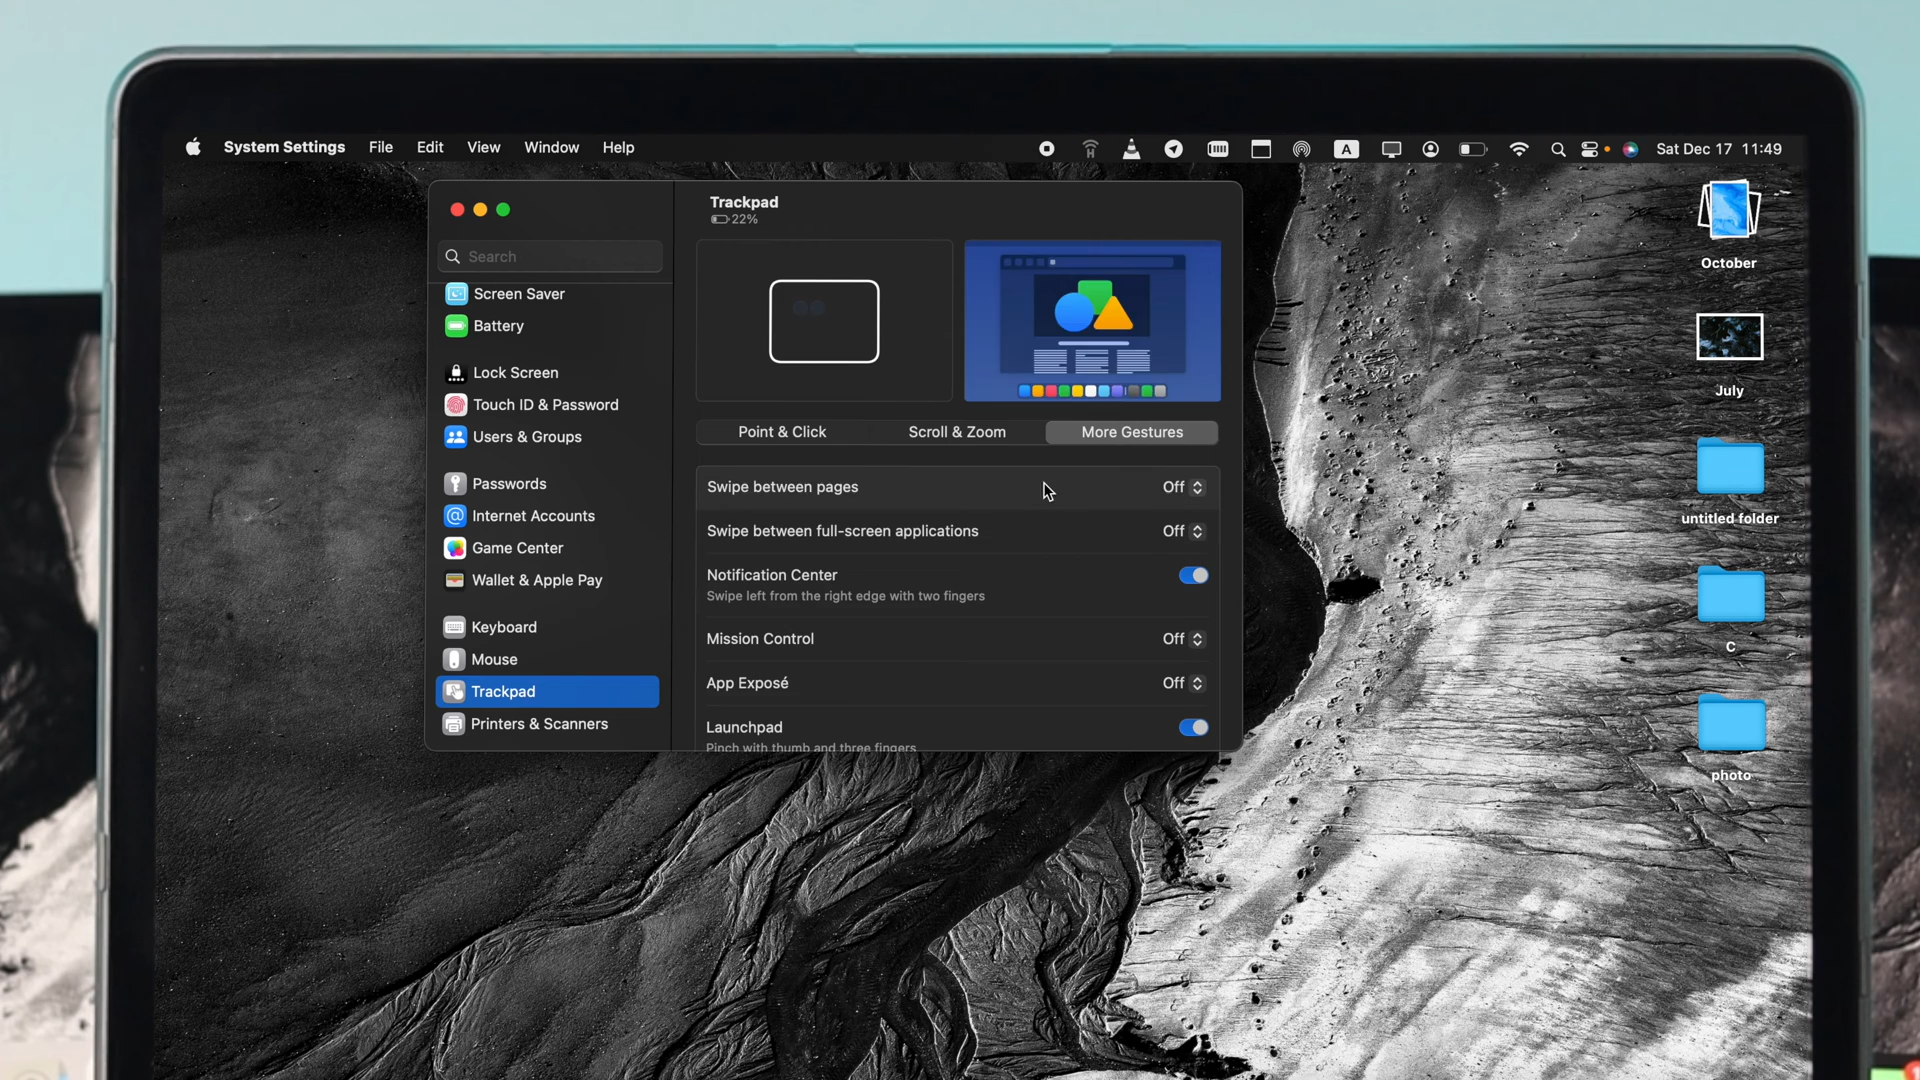 System Settings File Edit View Window Help
A
Sat Dec 17 11:49
Trackpad
22%
Search
Screen Saver
Battery
Lock Screen
Touch ID & Password
Users & Groups
Passwords
Internet Accounts
Game Center
Wallet & Apple Pay
Keyboard
Mouse
Trackpad
Printers & Scanners
Point & Click Scroll & Zoom More Gestures
Swipe between pages Off
Swipe between full-screen applications Off
Notification Center
Swipe left from the right edge with two fingers
Mission Control Off
App Exposé Off
Launchpad
Pinch with thumb and three fingers
October
July
untitled folder
C
photo